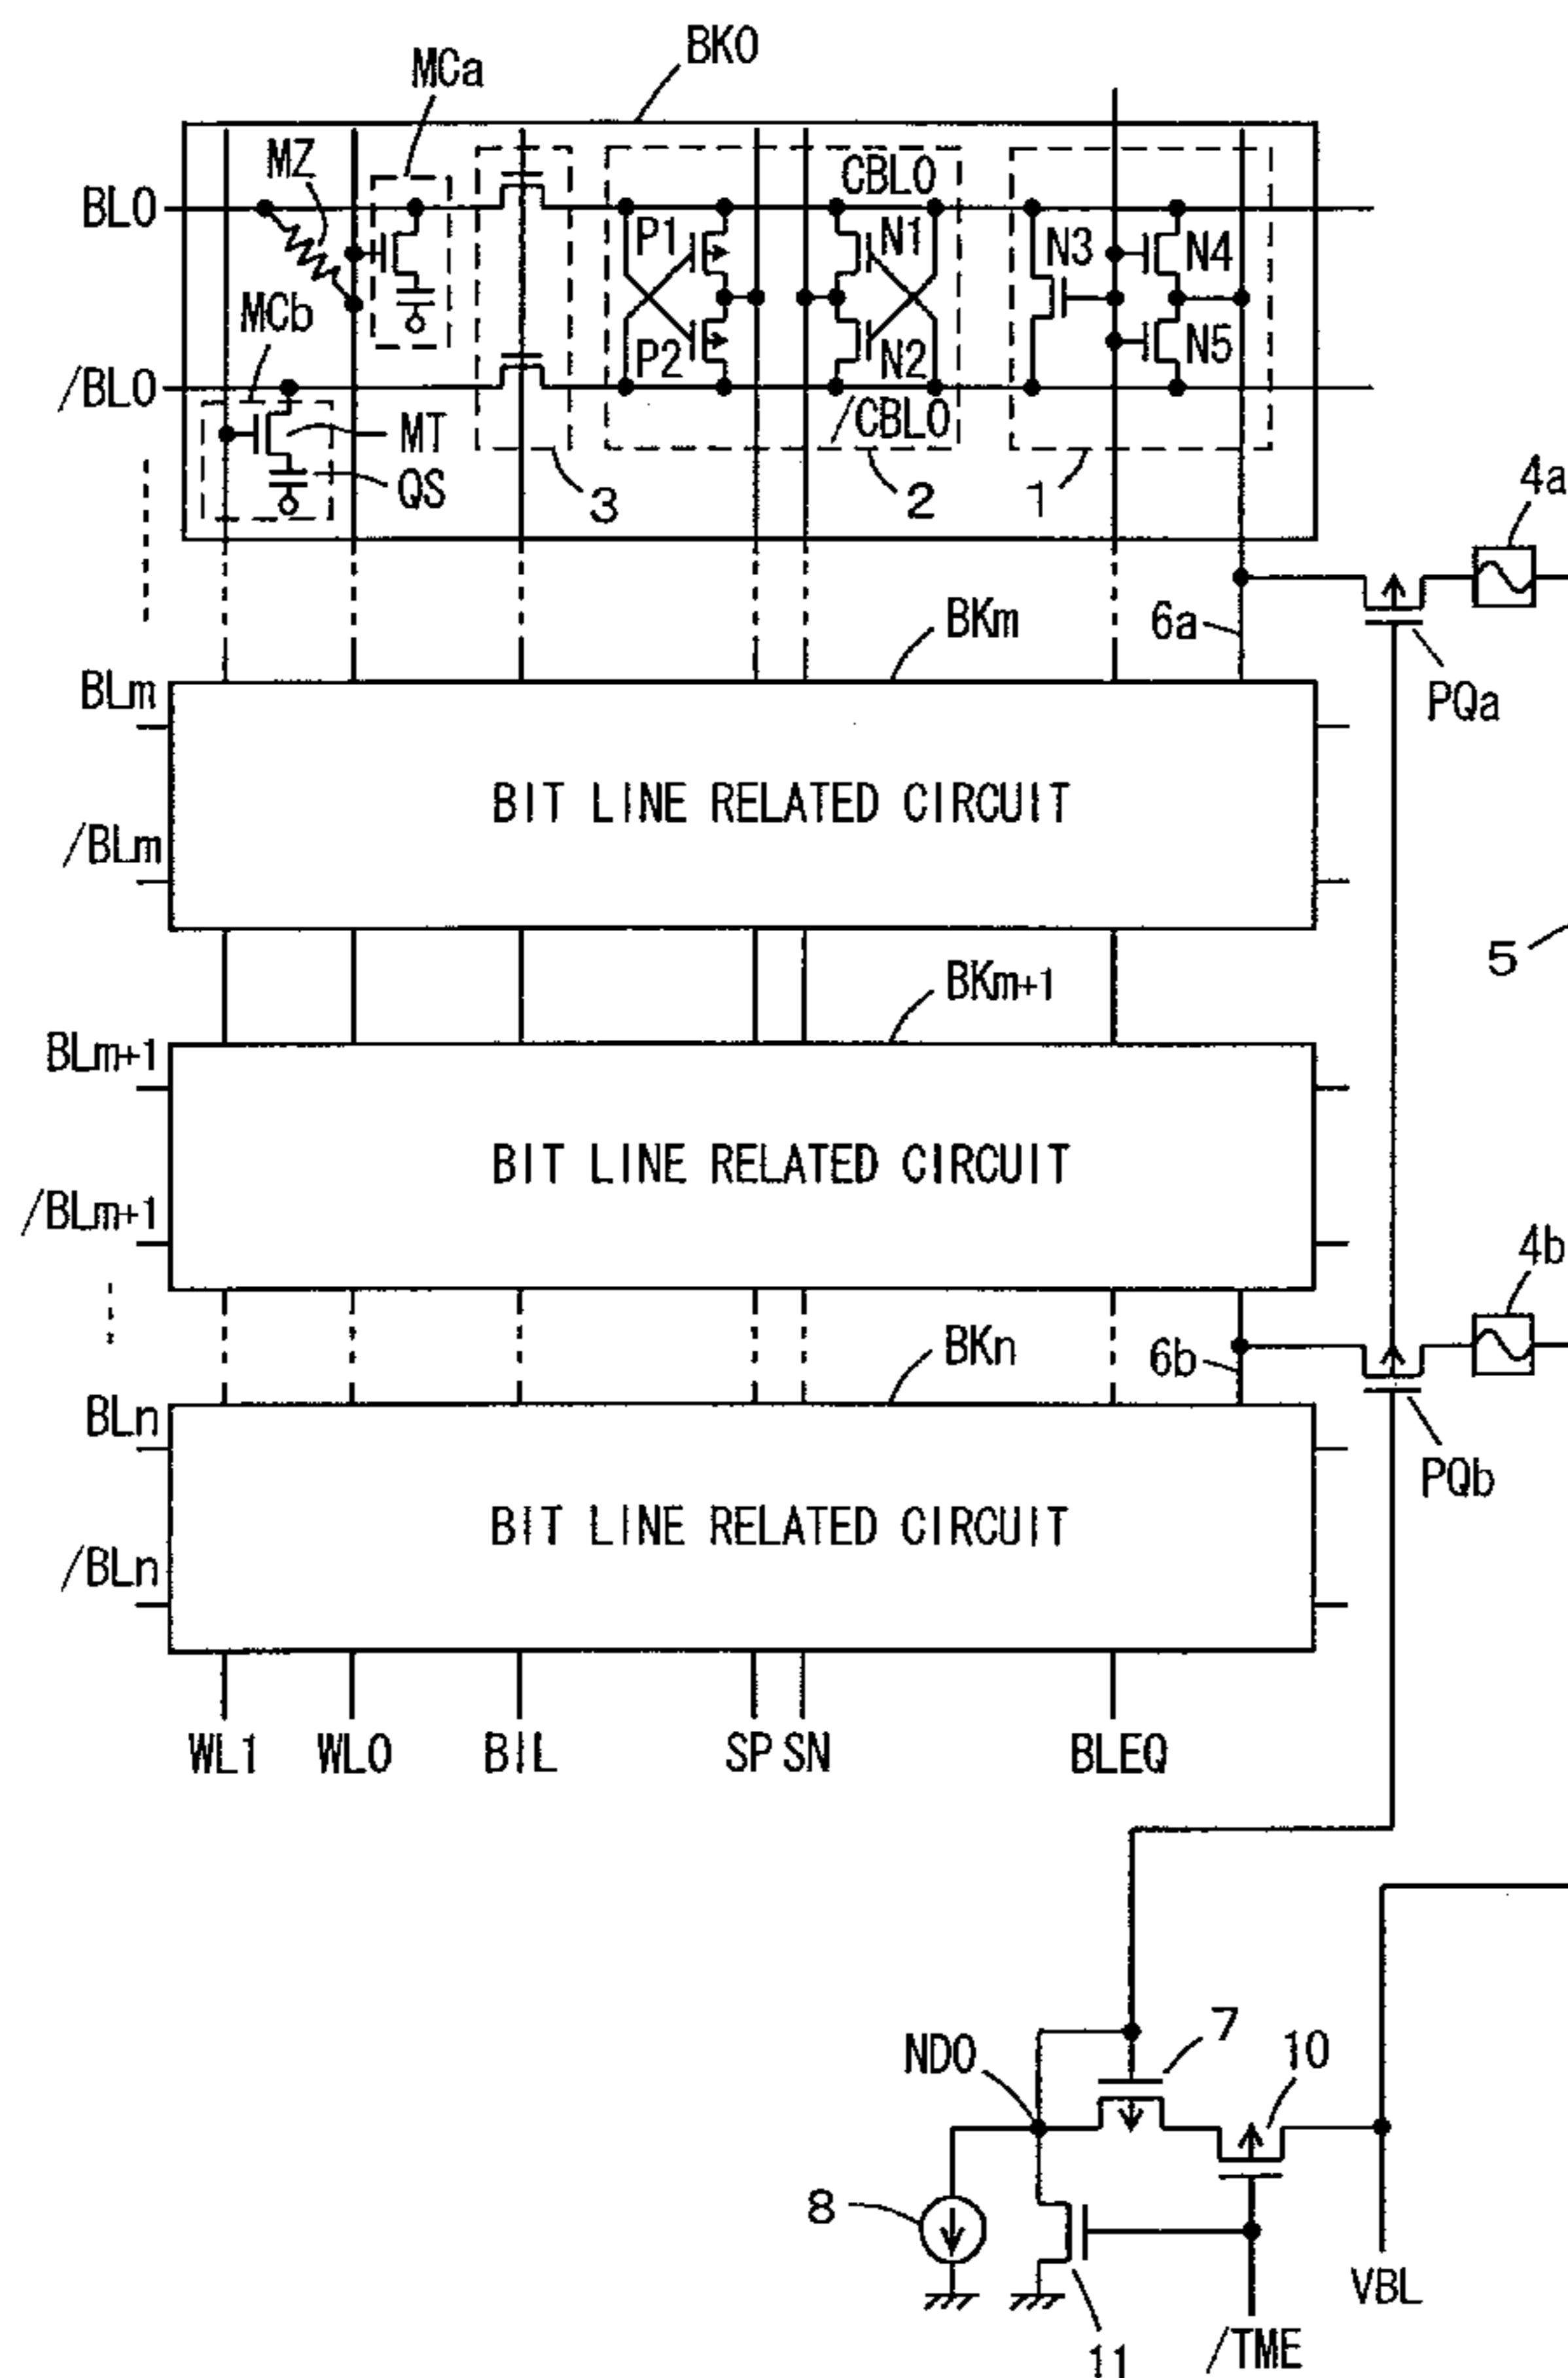 BK0
MCa
MZ
BL0
CBL0
P1
N1
N3
N4
MCb
P2
N2
N5
/BL0
/CBL0
MT
QS
3
2
1
4a
BKm
6a
BLm
PQa
BIT LINE RELATED CIRCUIT
/BLm
5
BKm+1
BLm+1
BIT LINE RELATED CIRCUIT
/BLm+1
4b
BKn
6b
BLn
PQb
BIT LINE RELATED CIRCUIT
/BLn
WL1 WL0 BIL SP SN BLEQ
7
10
ND0
8
VBL
11
/TME